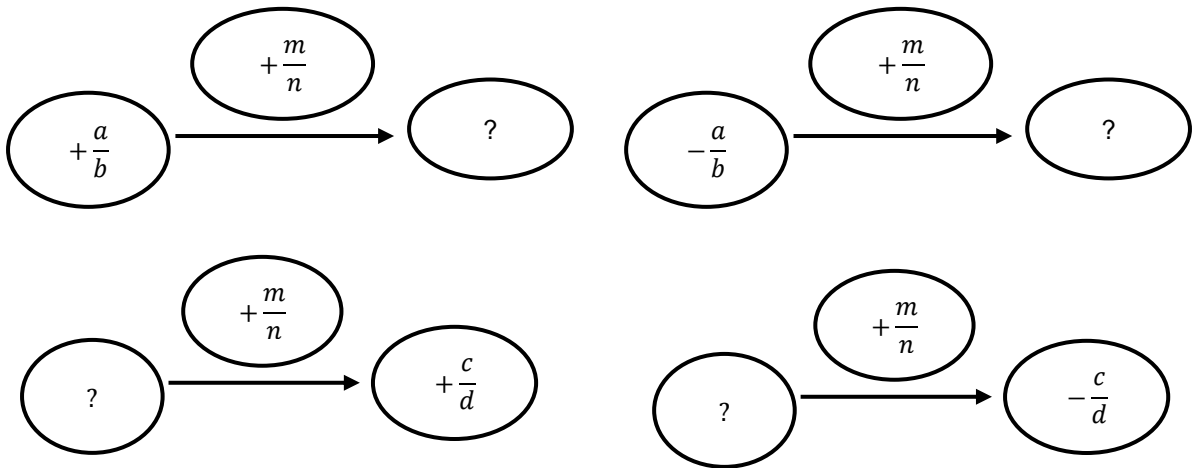 + m/n
+ a/b
?
+ m/n
− a/b
?
+ m/n
?
+ c/d
+ m/n
?
− c/d